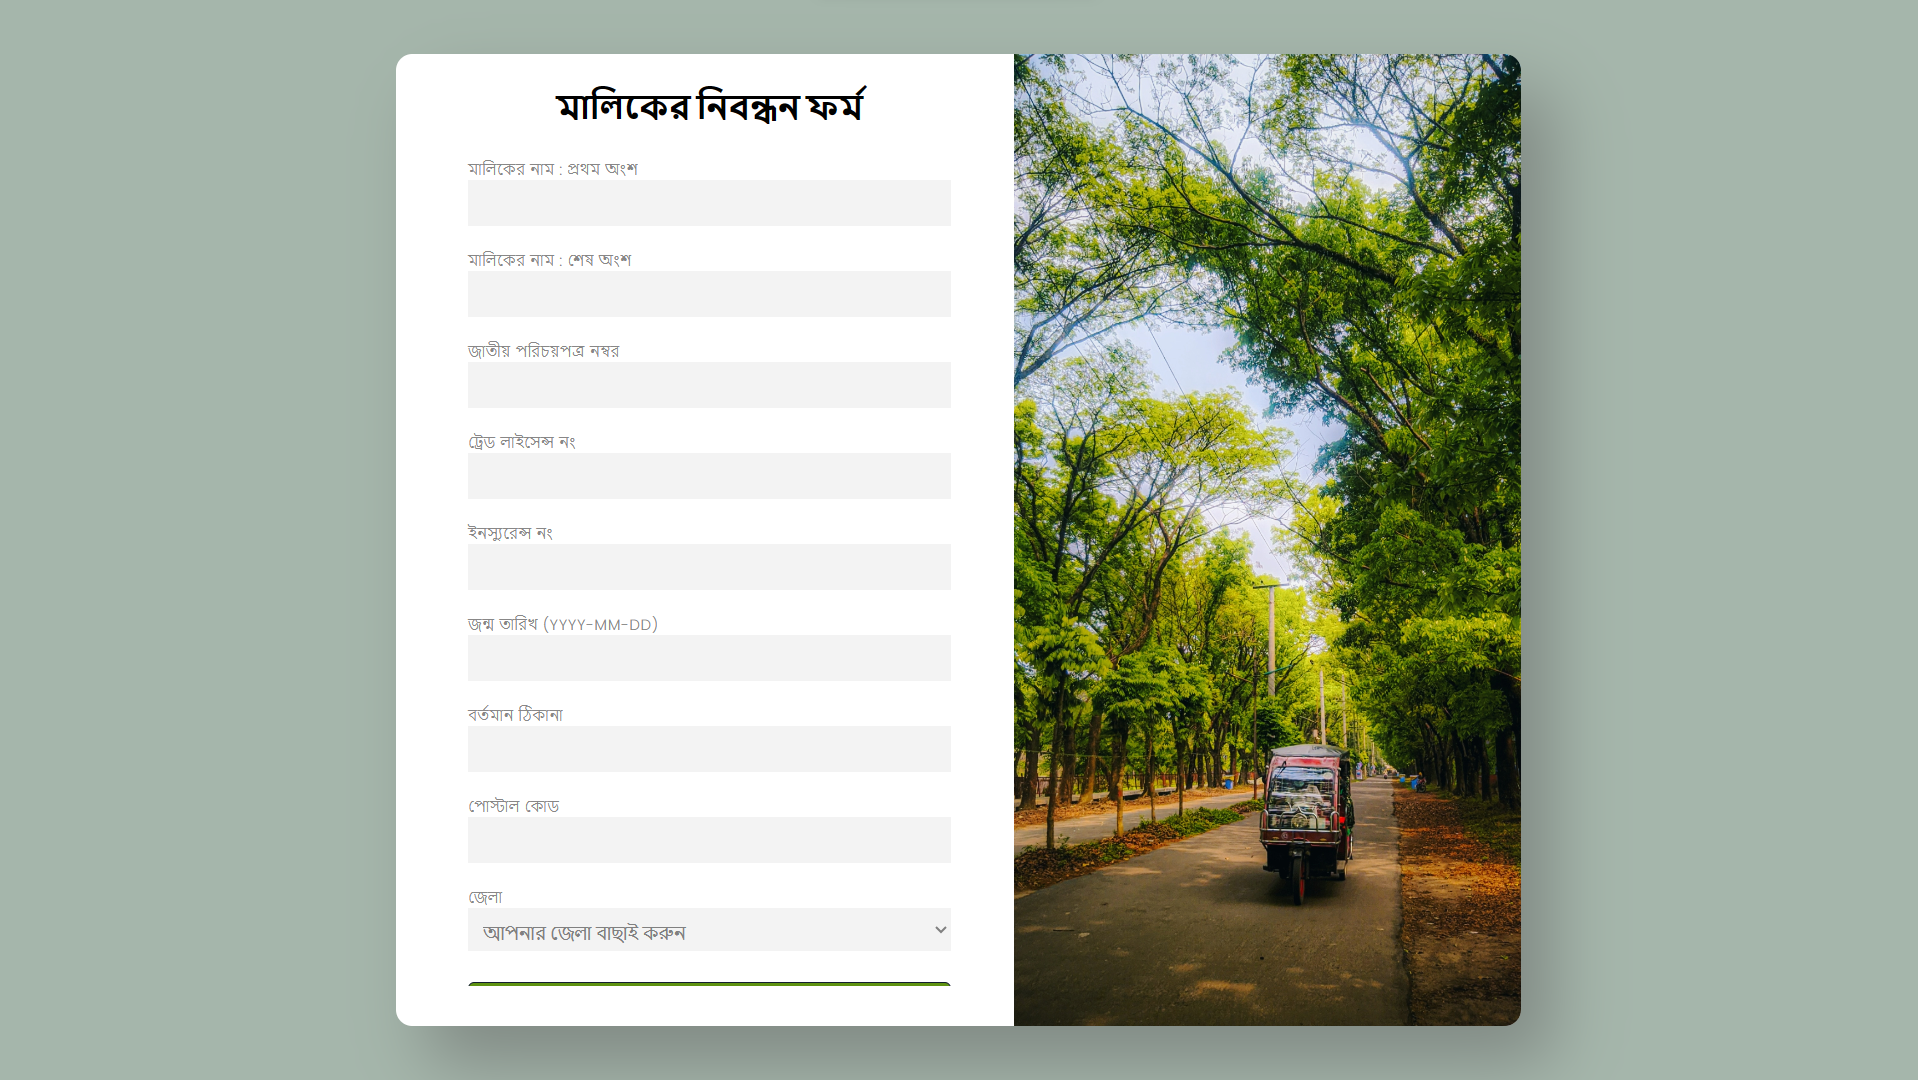 মালিকের নিবন্ধন ফর্ম
মালিকের নাম : প্রথম অংশ
মালিকের নাম : শেষ অংশ
জাতীয় পরিচয়পত্র নম্বর
ট্রেড লাইসেন্স নং
ইনস্যুরেন্স নং
জন্ম তারিখ (YYYY-MM-DD)
বর্তমান ঠিকানা
পোস্টাল কোড
জেলা
আপনার জেলা বাছাই করুন